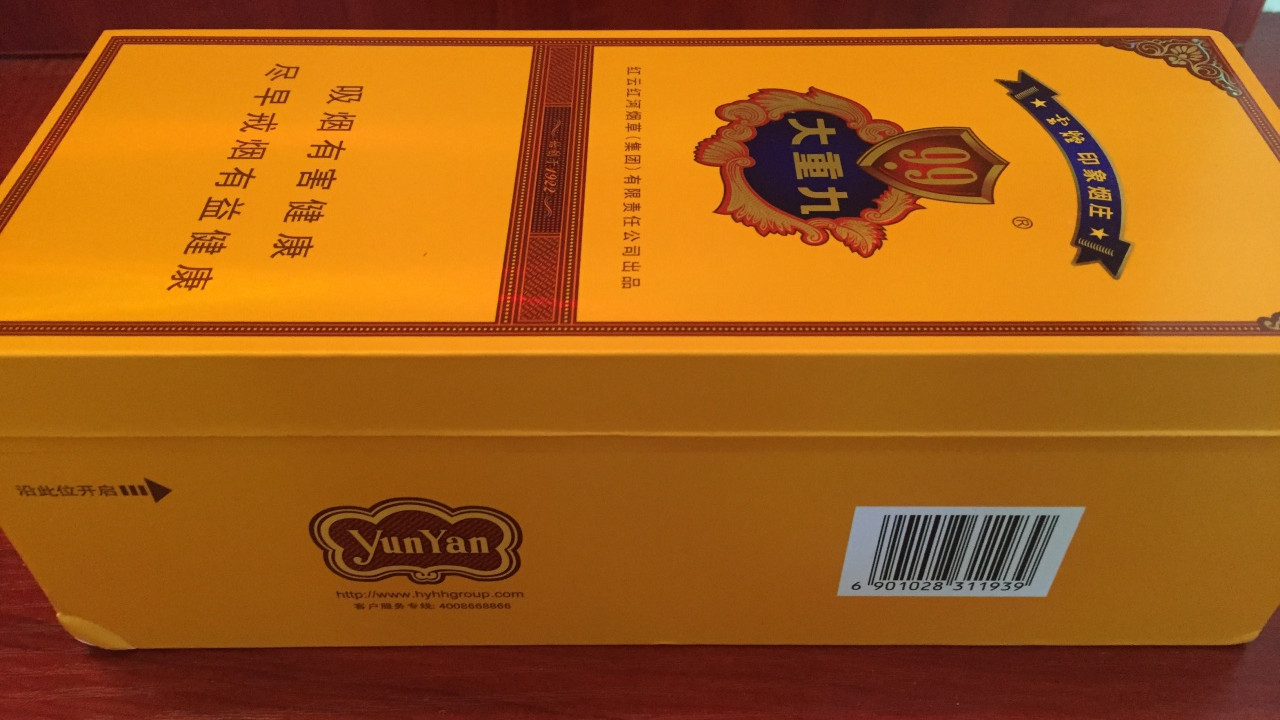 云烟 印象烟庄
99
大重九
®
红云红河烟草(集团)有限责任公司出品
始创于1922
吸烟有害健康
尽早戒烟有益健康
沿此位开启
YunYan
http://www.hyhhgroup.com
客户服务专线: 4008868866
6 901028 311939